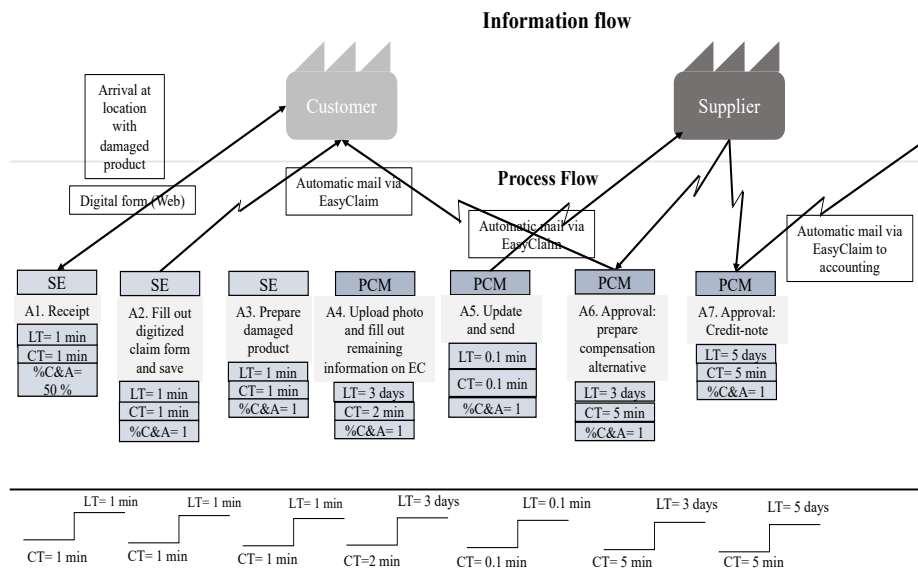 Information flow
Customer
Supplier
Arrival at
location
with
damaged
product
Digital form (Web)
Automatic mail via
EasyClaim
Process Flow
Automatic mail via
EasyClaim
Automatic mail via
EasyClaim to
accounting
SE
A1. Receipt
LT= 1 min
CT= 1 min
%C&A=
50 %
SE
A2. Fill out
digitized
claim form
and save
LT= 1 min
CT= 1 min
%C&A= 1
SE
A3. Prepare
damaged
product
LT= 1 min
CT= 1 min
%C&A= 1
PCM
A4. Upload photo
and fill out
remaining
information on EC
LT= 3 days
CT= 2 min
%C&A= 1
PCM
A5. Update
and send
LT= 0.1 min
CT= 0.1 min
%C&A= 1
PCM
A6. Approval:
prepare
compensation
alternative
LT= 3 days
CT= 5 min
%C&A= 1
PCM
A7. Approval:
Credit-note
LT= 5 days
CT= 5 min
%C&A= 1
LT= 1 min
CT= 1 min
LT= 1 min
CT= 1 min
LT= 1 min
CT= 1 min
LT= 3 days
CT=2 min
LT= 0.1 min
CT= 0.1 min
LT= 3 days
CT= 5 min
LT= 5 days
CT= 5 min